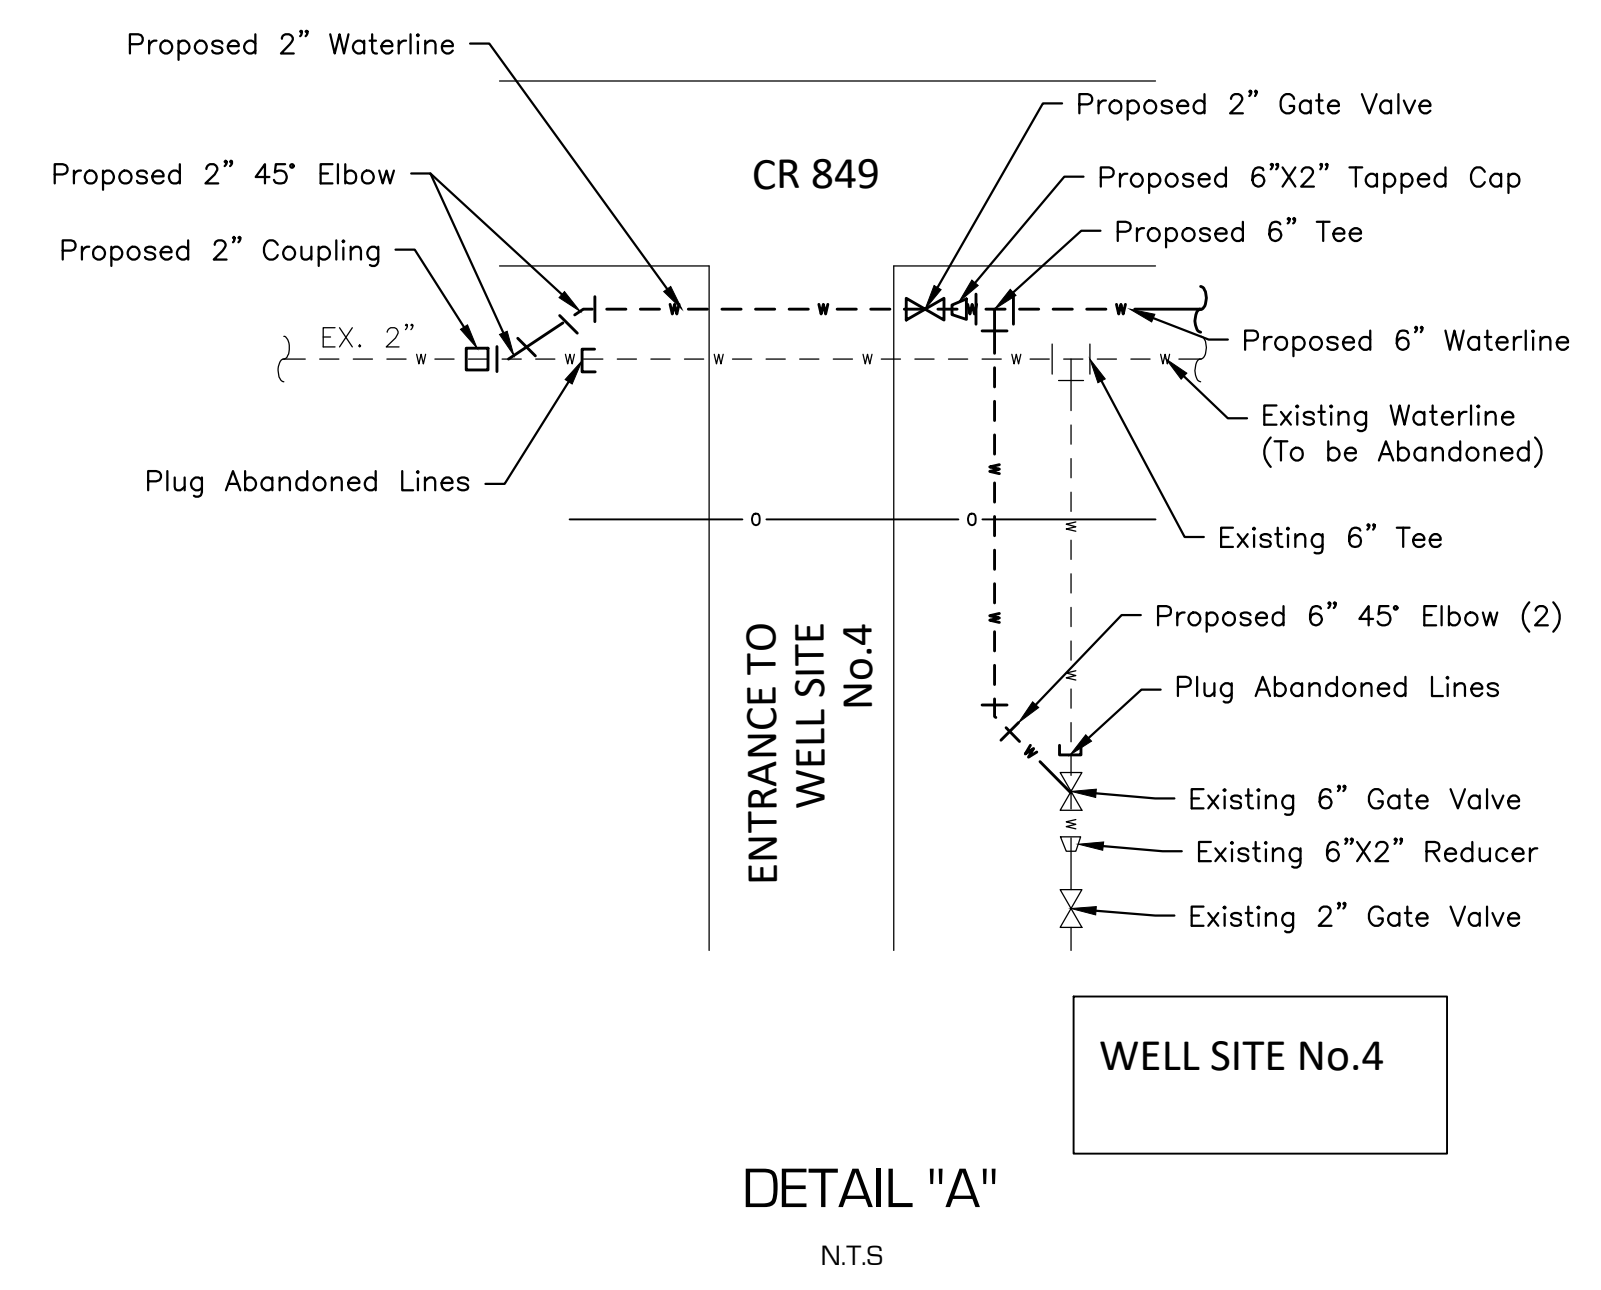 Proposed 2” Waterline
Proposed 2” Gate Valve
CR 849
Proposed 2” 45° Elbow
Proposed 6”X2” Tapped Cap
Proposed 6” Tee
Proposed 2” Coupling
W W W W
EX. 2”
Proposed 6” Waterline
W W W W W W
Existing Waterline
(To be Abandoned)
Plug Abandoned Lines
W
O O
W
Existing 6” Tee
Proposed 6” 45° Elbow (2)
W
ENTRANCE TO
WELL SITE
No.4
W
Plug Abandoned Lines
W
Existing 6” Gate Valve
W
Existing 6”X2” Reducer
Existing 2” Gate Valve
WELL SITE No.4
DETAIL "A"
N.T.S